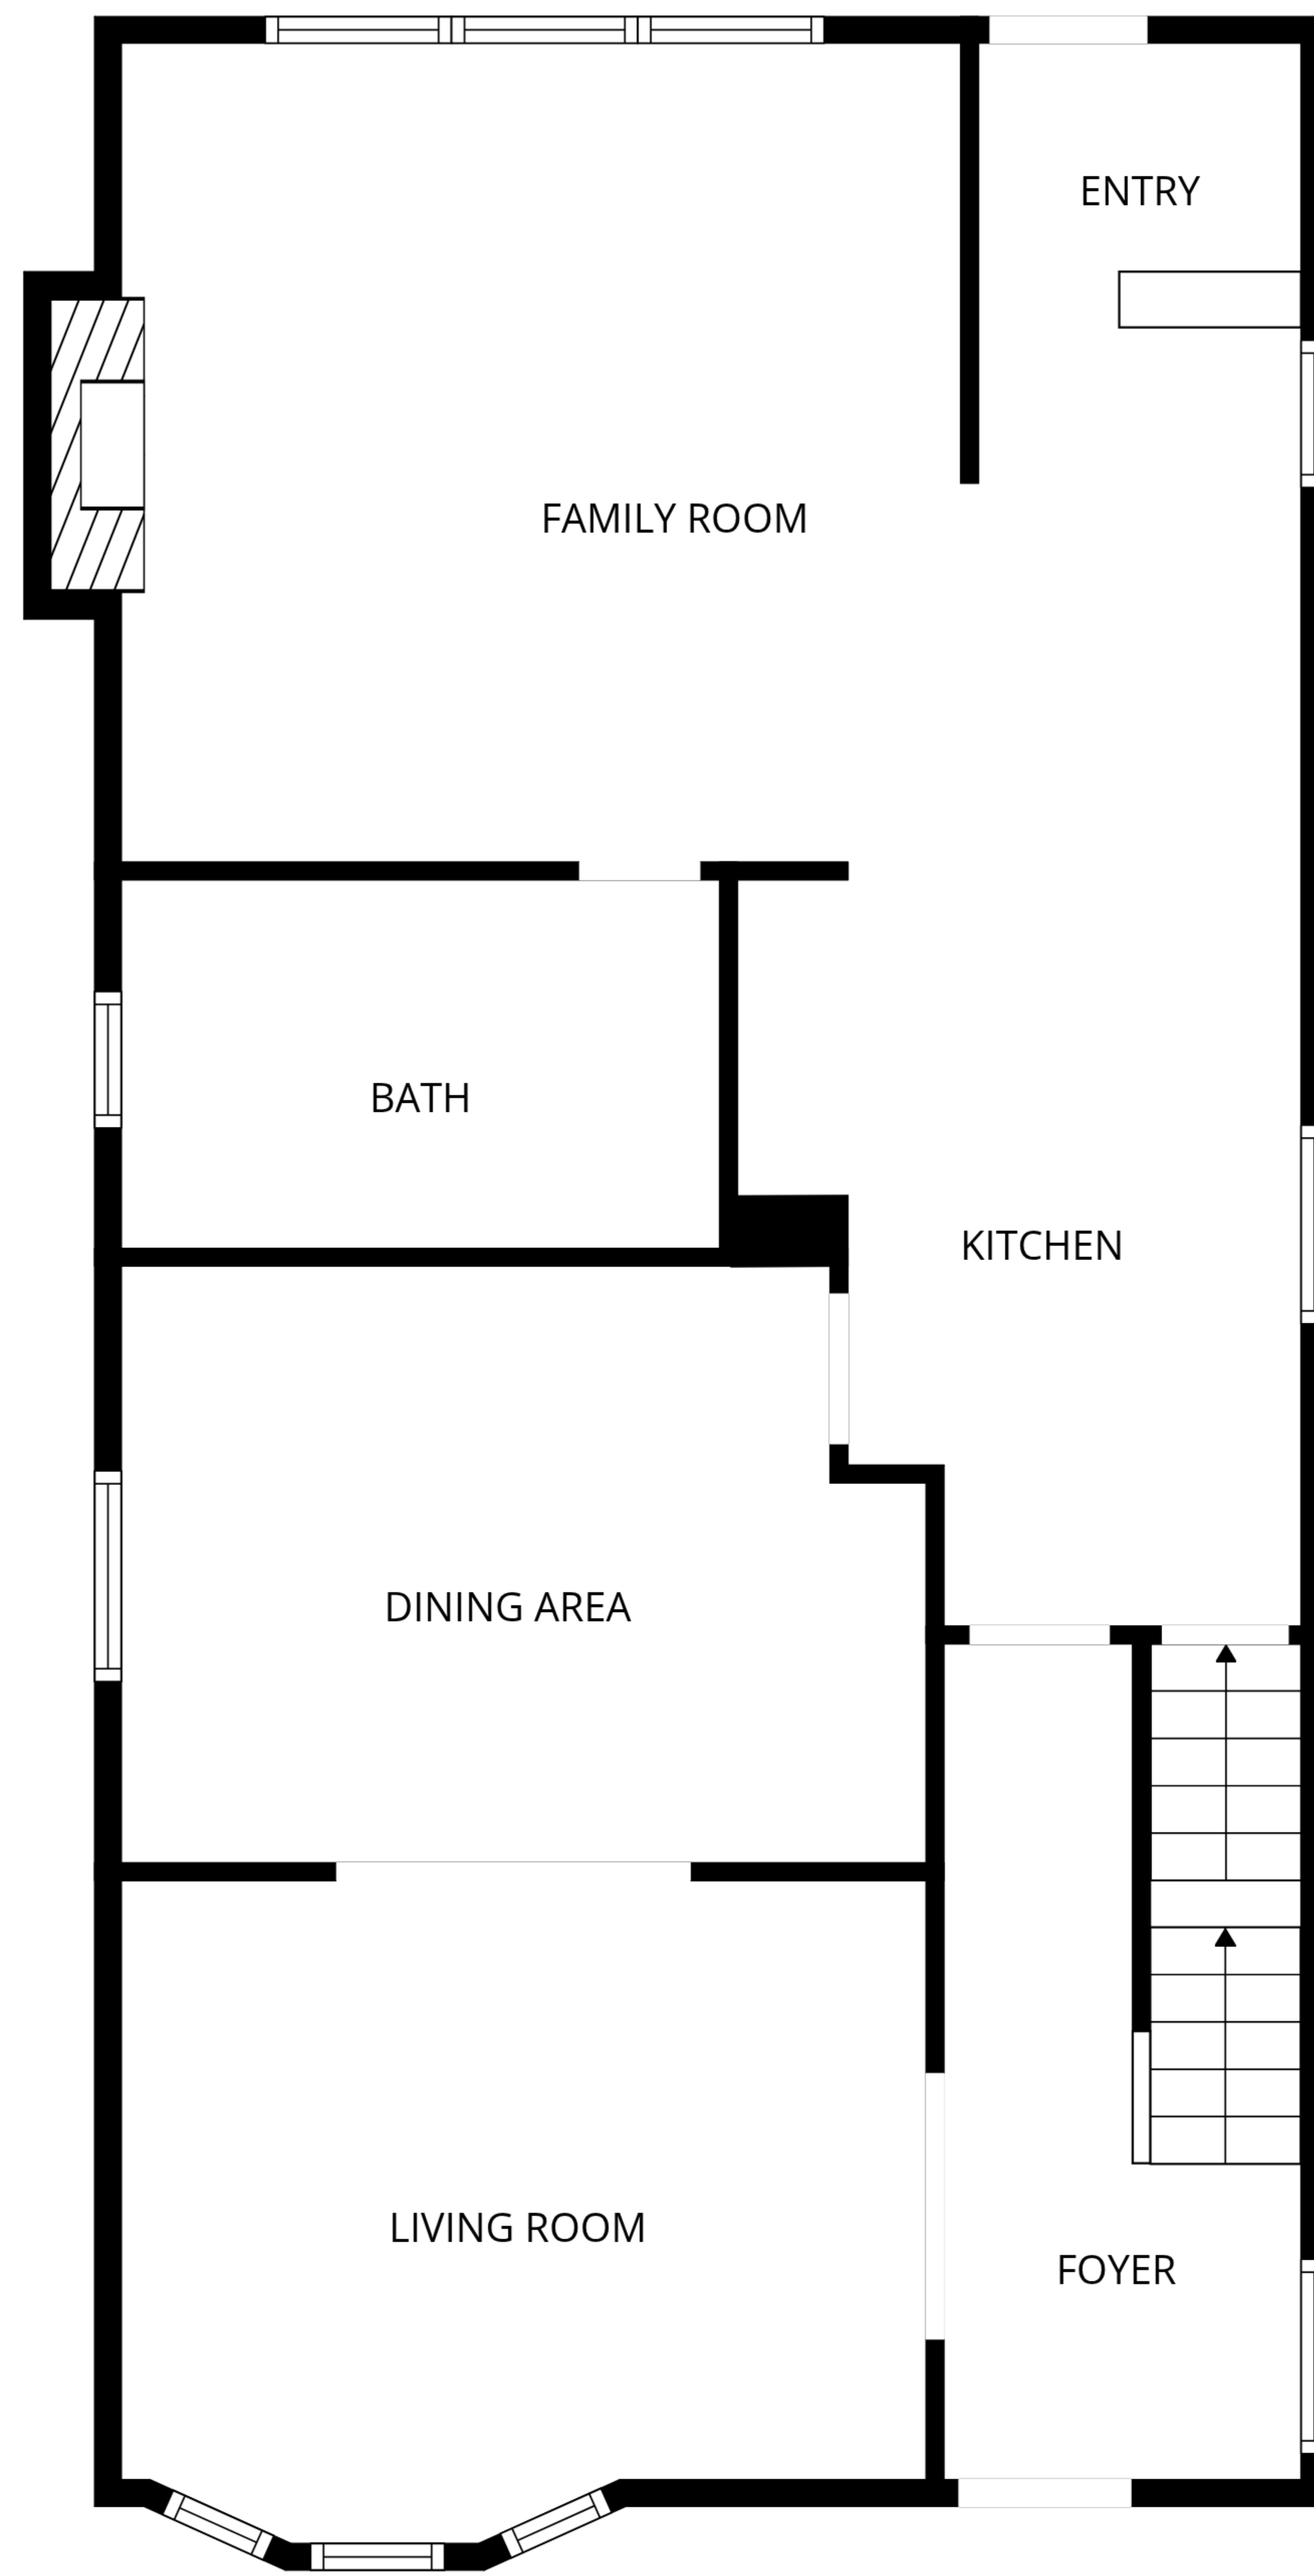 ENTRY
FAMILY ROOM
BATH
KITCHEN
DINING AREA
LIVING ROOM
FOYER